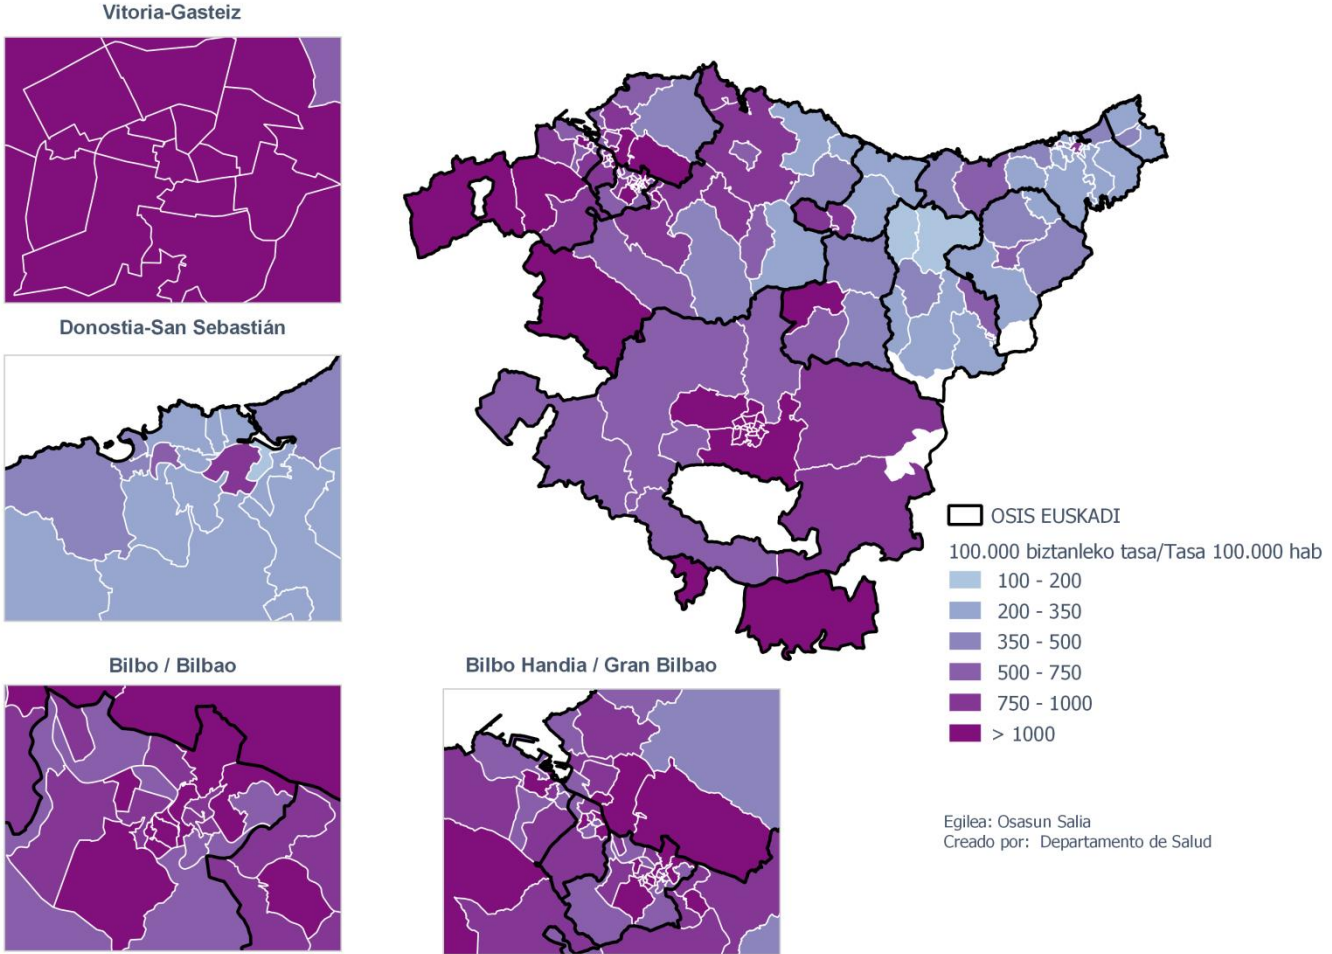 Vitoria-Gasteiz
Donostia-San Sebastián
Bilbo / Bilbao
Bilbo Handia / Gran Bilbao
OSIS EUSKADI
100.000 biztanleko tasa/Tasa 100.000 hab
100 - 200
200 - 350
350 - 500
500 - 750
750 - 1000
> 1000
Egilea: Osasun Salia
Creado por: Departamento de Salud